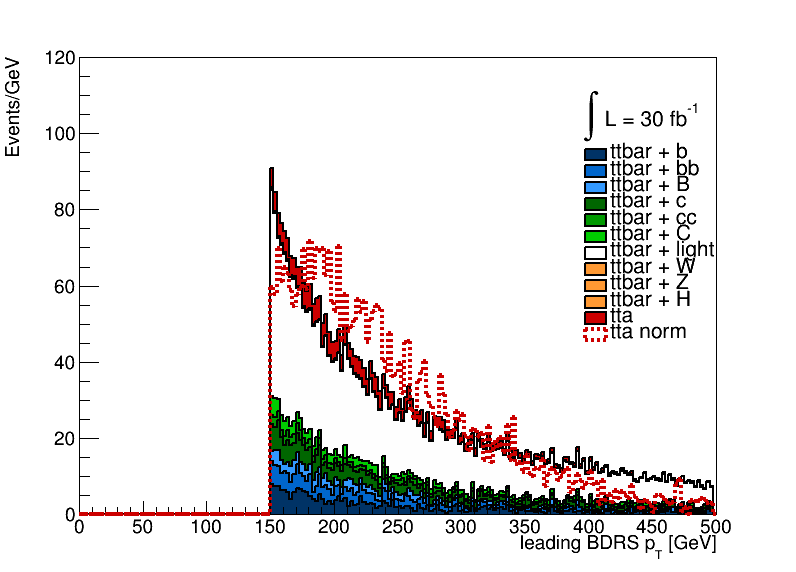 Events/GeV
120
100
80
60
40
20
0
∫ L = 30 fb-1
ttbar + b
ttbar + bb
ttbar + B
ttbar + c
ttbar + cc
ttbar + C
ttbar + light
ttbar + W
ttbar + Z
ttbar + H
tta
tta norm
0 50 100 150 200 250 300 350 400 450 500
leading BDRS pT [GeV]